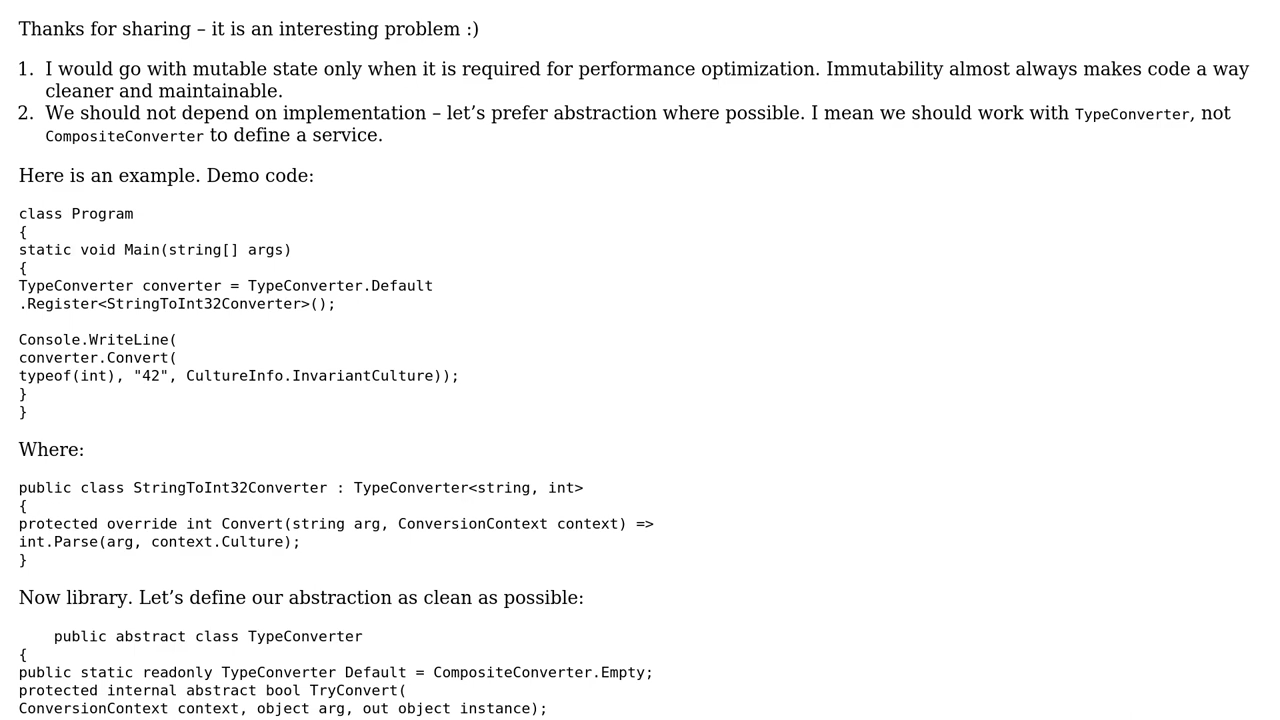 Thanks for sharing – it is an interesting problem :)
1. I would go with mutable state only when it is required for performance optimization. Immutability almost always makes code a way
cleaner and maintainable.
2. We should not depend on implementation – let’s prefer abstraction where possible. I mean we should work with TypeConverter, not
CompositeConverter to define a service.
Here is an example. Demo code:
class Program
{
static void Main(string[] args)
{
TypeConverter converter = TypeConverter.Default
.Register<StringToInt32Converter>();
Console.WriteLine(
converter.Convert(
typeof(int), "42", CultureInfo.InvariantCulture));
}
}
Where:
public class StringToInt32Converter : TypeConverter<string, int>
{
protected override int Convert(string arg, ConversionContext context) =>
int.Parse(arg, context.Culture);
}
Now library. Let’s define our abstraction as clean as possible:
public abstract class TypeConverter
{
public static readonly TypeConverter Default = CompositeConverter.Empty;
protected internal abstract bool TryConvert(
ConversionContext context, object arg, out object instance);